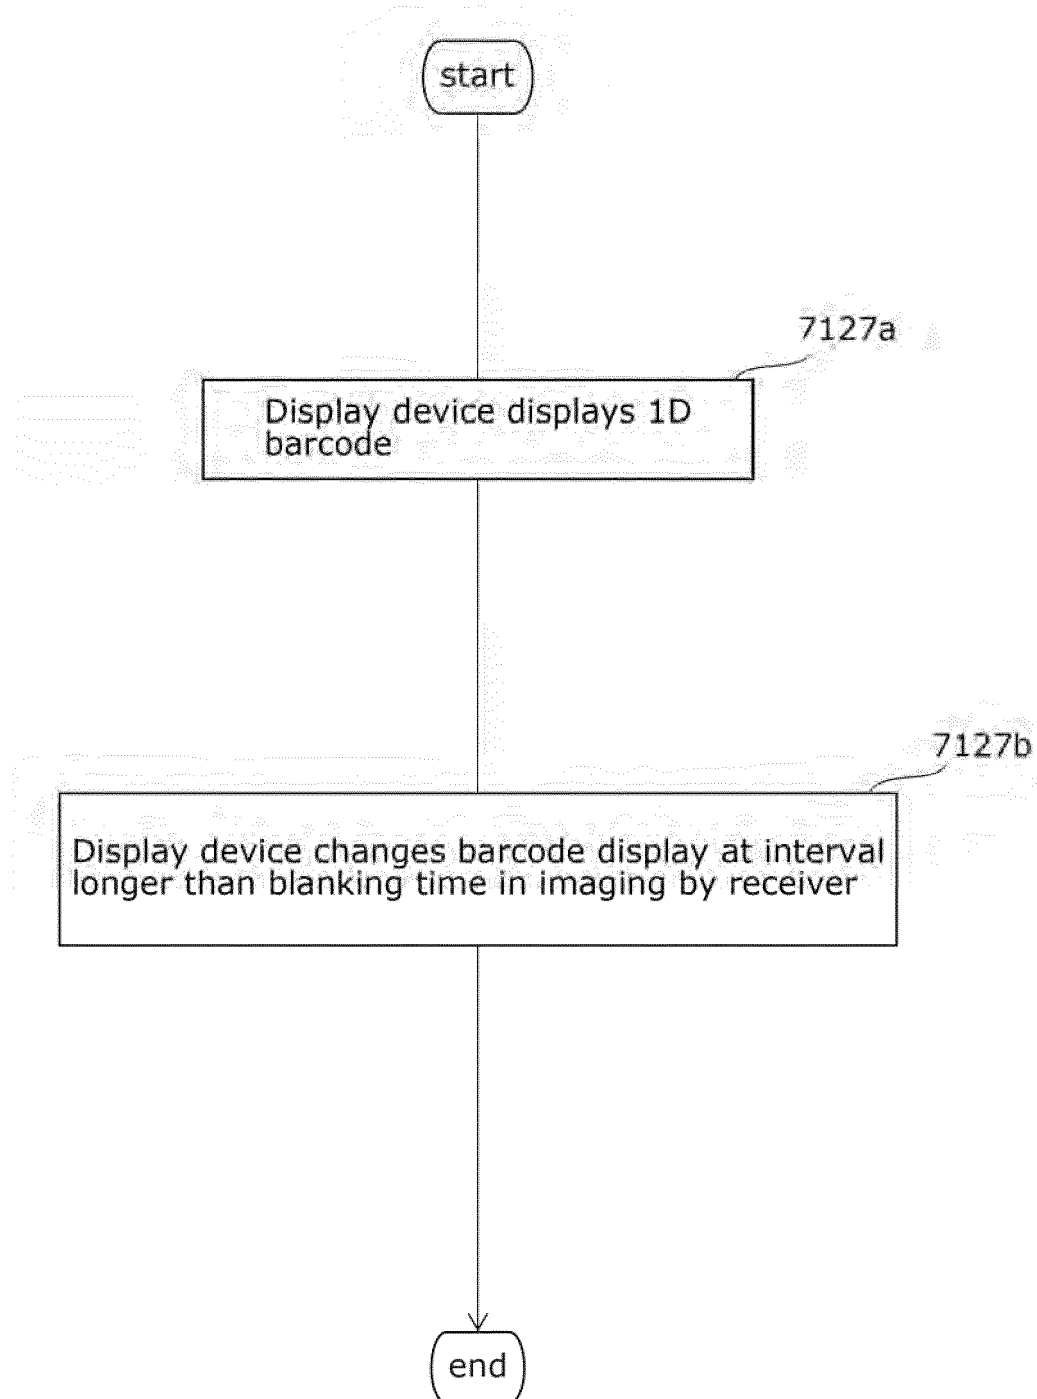 start
7127a
Display device displays 1D
barcode
7127b
Display device changes barcode display at interval
longer than blanking time in imaging by receiver
end